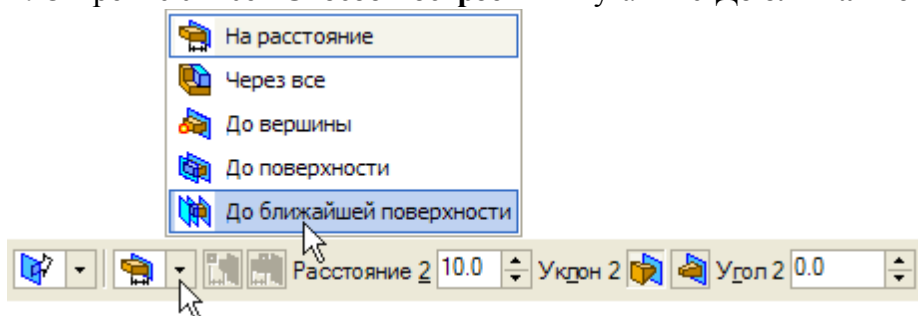 На расстояние
Через все
До вершины
До поверхности
До ближайшей поверхности
Расстояние 2 10.0 Уклон 2 Угол 2 0.0